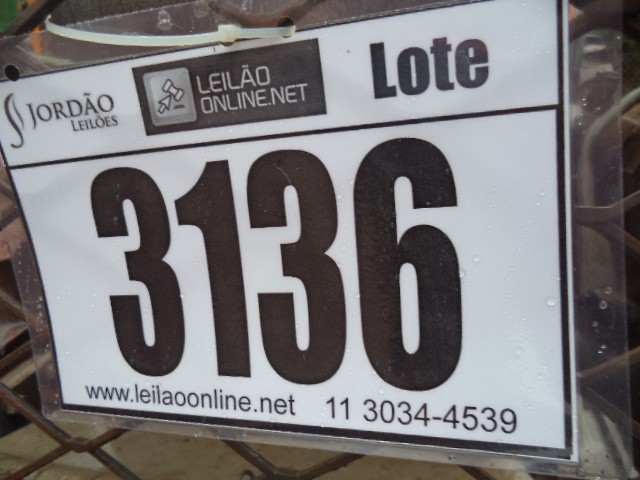 JORDÃO
LEILÕES
LEILÃO
ONLINE.NET
Lote
3136
www.leilaoonline.net 11 3034-4539